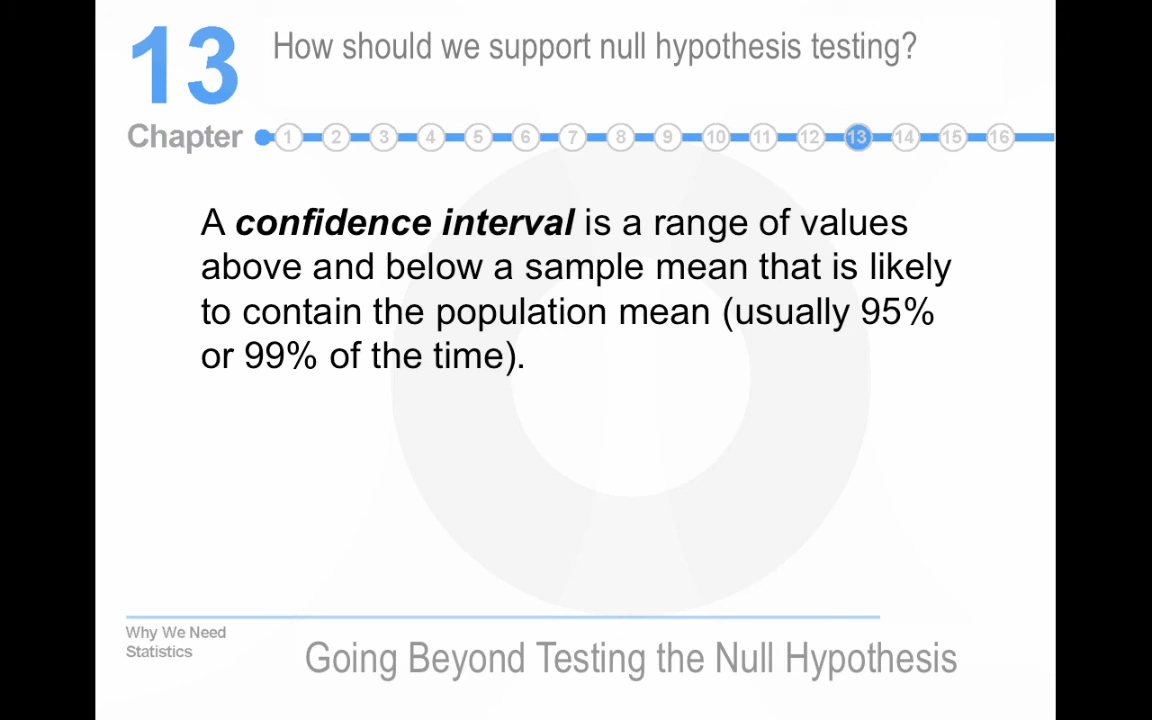 13
How should we support null hypothesis testing?
Chapter
1 2 3 4 5 6 7 8 9 10 11 12 13 14 15 16
A confidence interval is a range of values
above and below a sample mean that is likely
to contain the population mean (usually 95%
or 99% of the time).
Why We Need
Statistics
Going Beyond Testing the Null Hypothesis